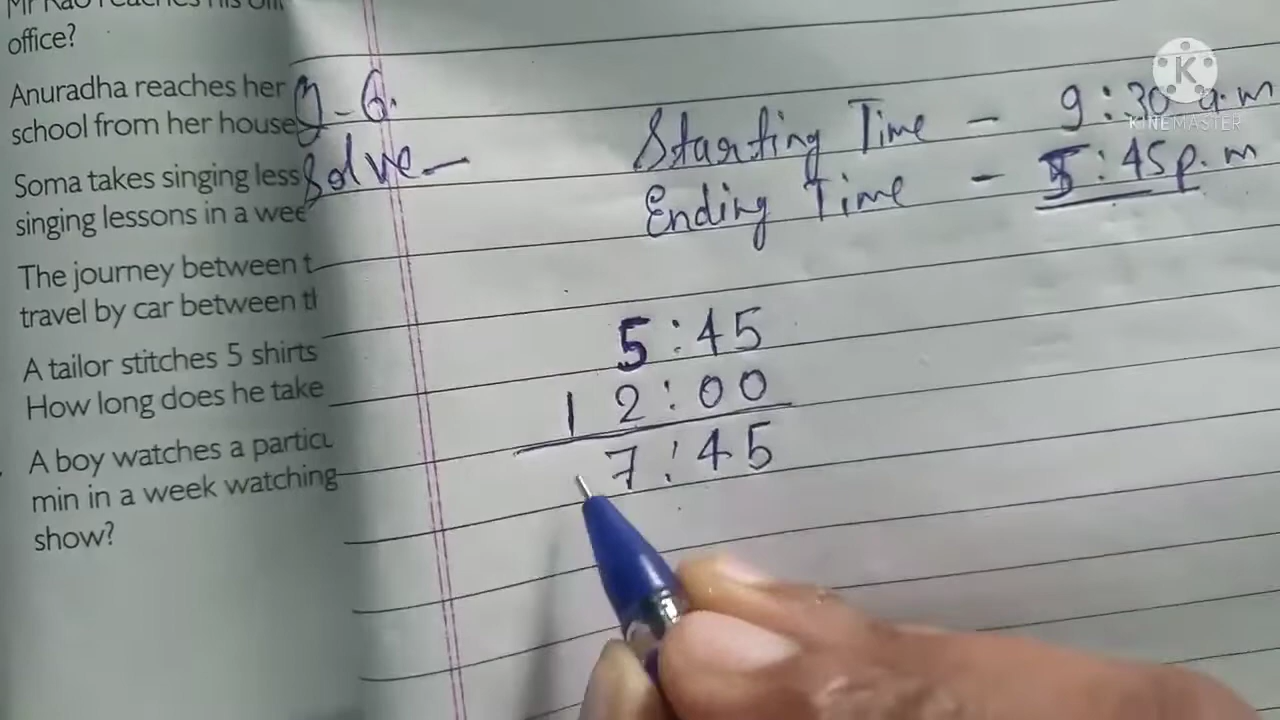 office?
Anuradha reaches her
school from her house
Soma takes singing less
singing lessons in a wee
The journey between t
travel by car between th
A tailor stitches 5 shirts
How long does he take
A boy watches a particu
min in a week watching
show?
Solve-
Starting Time - 9:30 a.m
Ending Time - 5:45 p.m
5:45
12:00
7:45
K
KINEMASTER